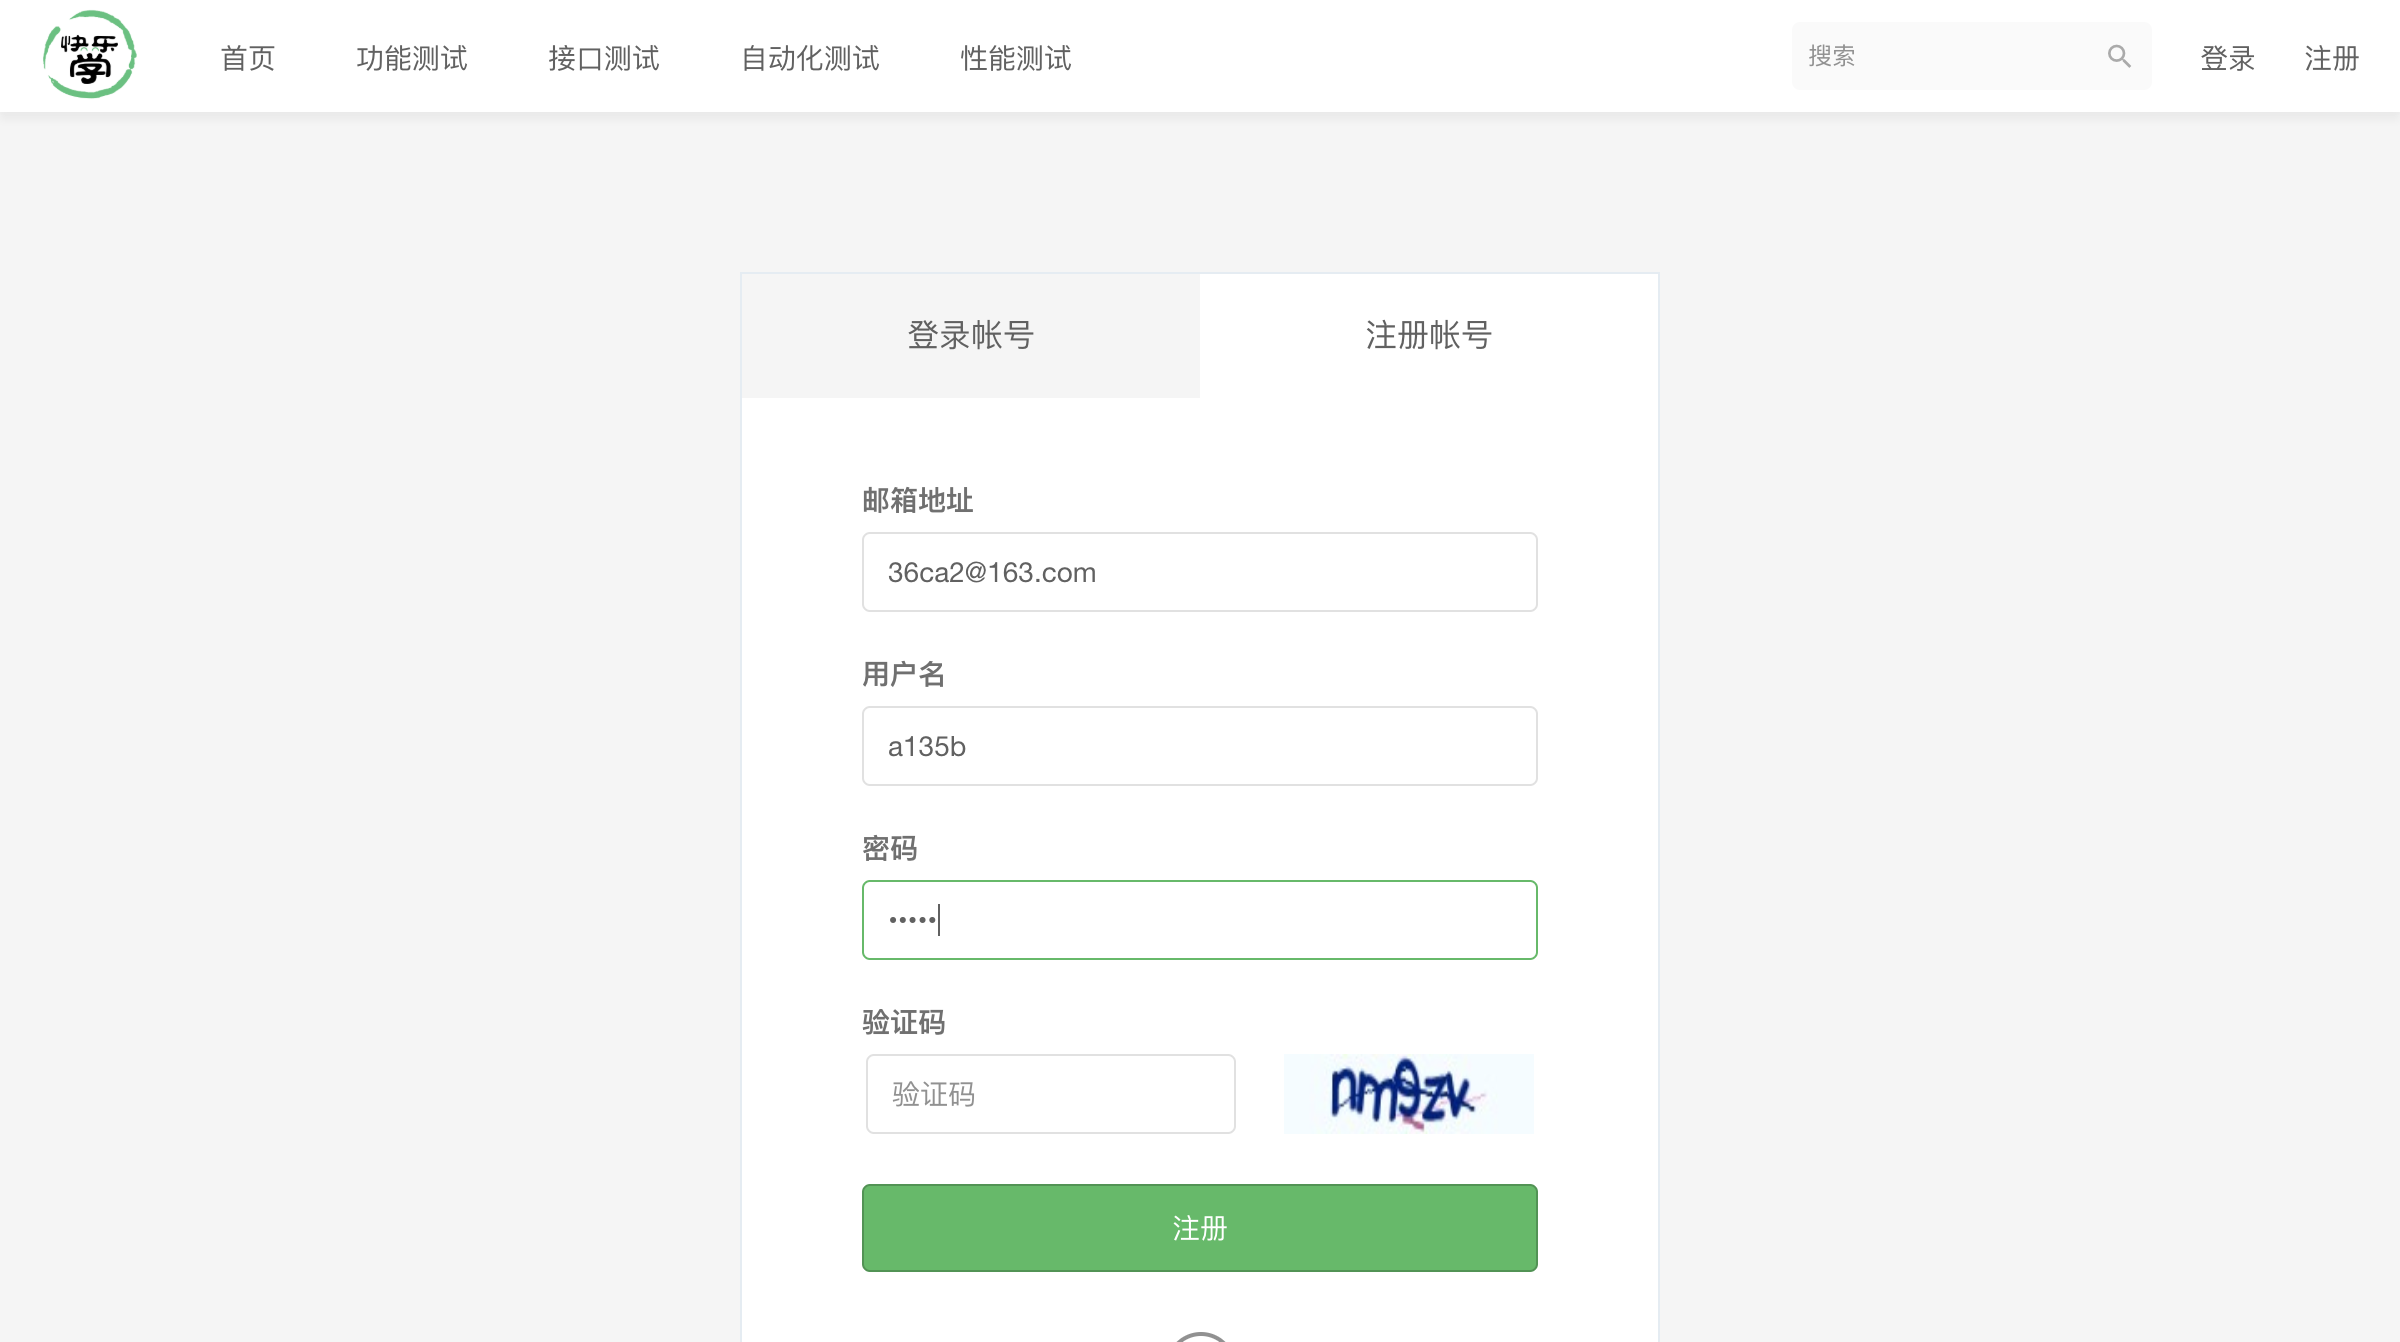 快乐
学
首页
功能测试
接口测试
自动化测试
性能测试
搜索
登录
注册
登录帐号
注册帐号
邮箱地址
36ca2@163.com
用户名
a135b
密码
•••••
验证码
验证码
nm9zv
注册